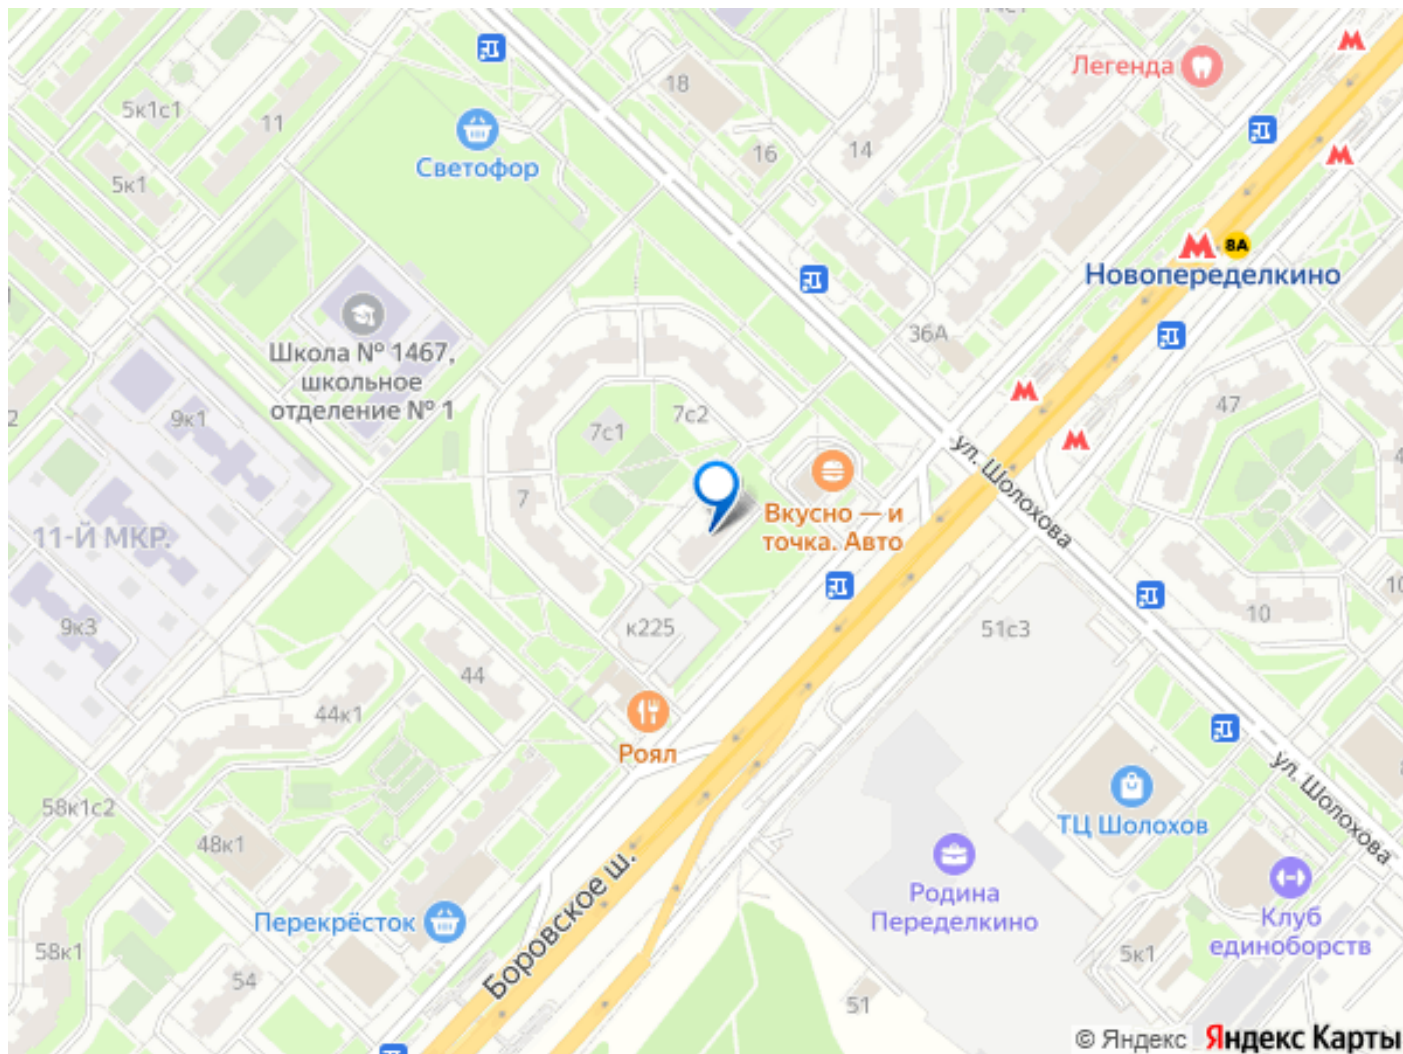 14с1
Легенда
18
5к1с1
11
Светофор
16
14
5к1
8А
Новопеределкино
36А
Школа № 1467,
школьное
отделение № 1
9к1
7с2
7с1
47
ул. Шолохова
7
Вкусно — и
точка. Авто
11-Й МКР.
9к3
к225
51с3
10
44
44к1
Роял
ул. Шолохова
58к1с2
48к1
ТЦ Шолохов
Боровское ш.
Родина
Переделкино
Клуб
единоборств
Перекрёсток
58к1
54
5к1
51
© Яндекс Яндекс Карты